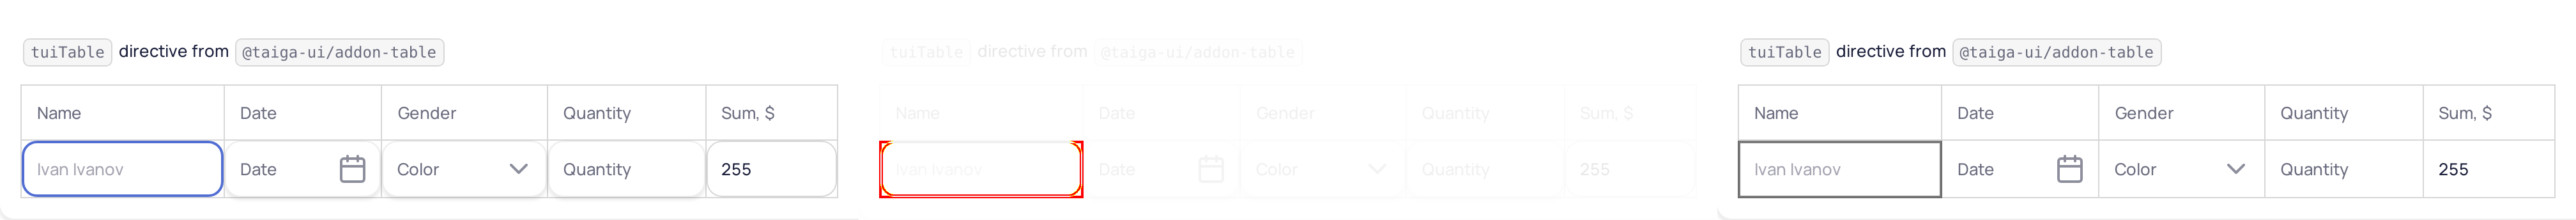 tuiTable directive from @taiga-ui/addon-table
Name Date Gender Quantity Sum, $
Ivan Ivanov Date Color Quantity 255
tuiTable directive from @taiga-ui/addon-table
Name Date Gender Quantity Sum, $
Ivan Ivanov Date Color Quantity 255
tuiTable directive from @taiga-ui/addon-table
Name Date Gender Quantity Sum, $
Ivan Ivanov Date Color Quantity 255